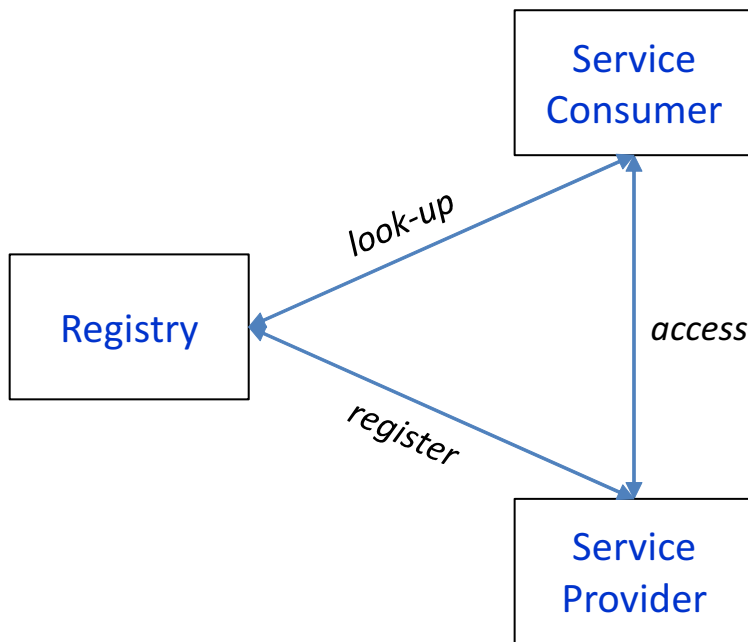 Service
Consumer
look-up
Registry
access
register
Service
Provider